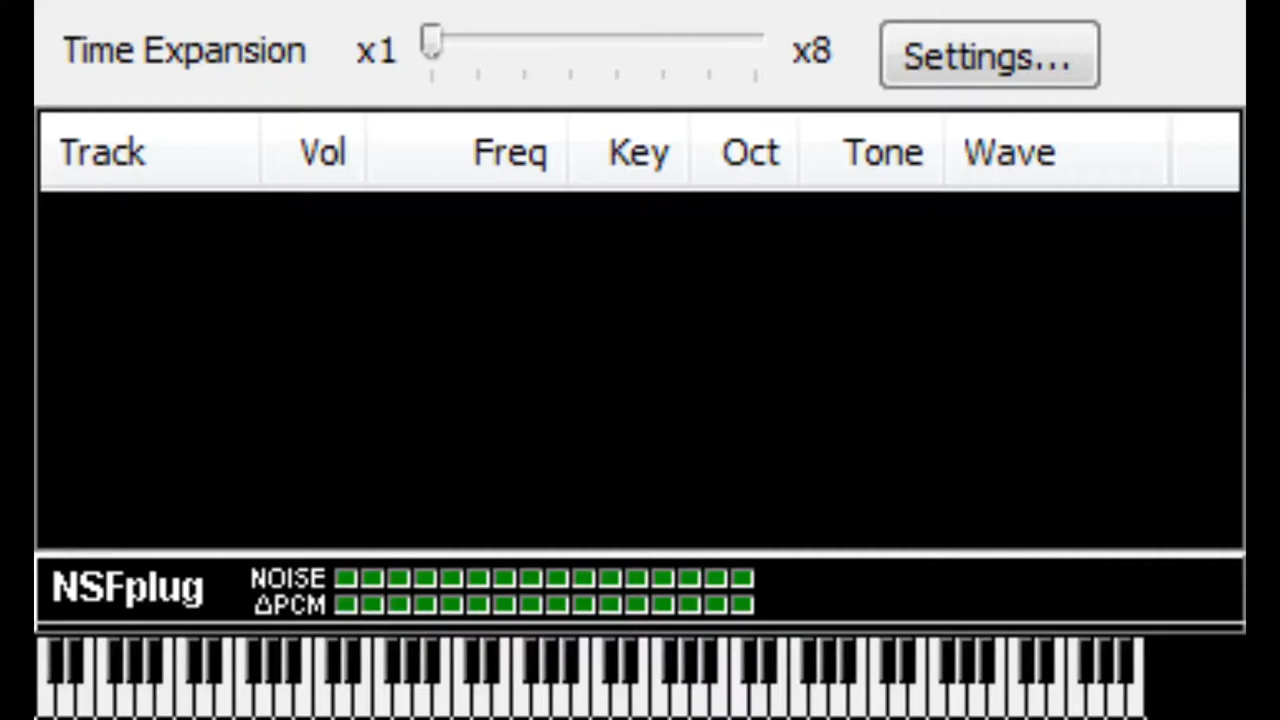 Time Expansion x1 x8 Settings...
Track Vol Freq Key Oct Tone Wave
NSFplug NOISE
ΔPCM